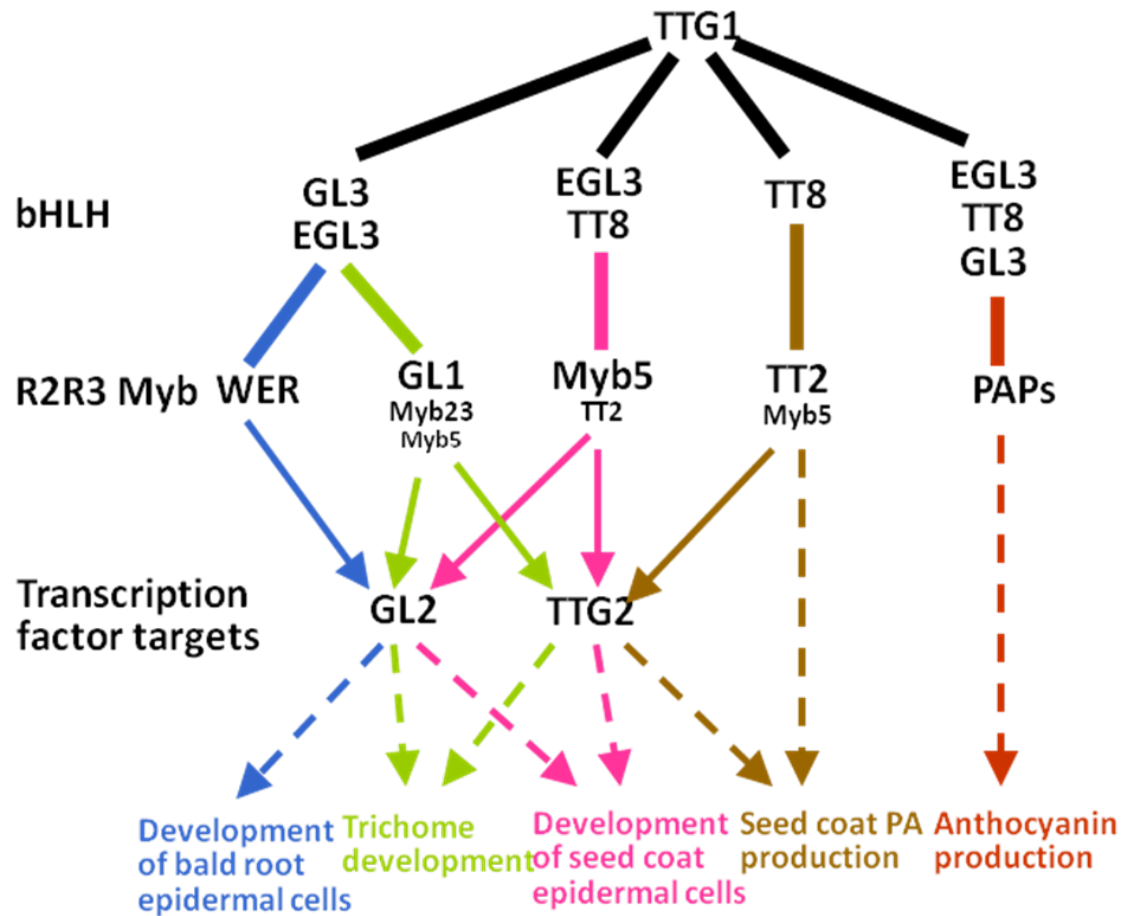 TTG1
bHLH
GL3
EGL3
EGL3
TT8
TT8
EGL3
TT8
GL3
R2R3 Myb
WER
GL1
Myb23
Myb5
Myb5
TT2
TT2
Myb5
PAPs
Transcription
factor targets
GL2
TTG2
Development
of bald root
epidermal cells
Trichome
development
Development
of seed coat
epidermal cells
Seed coat PA
production
Anthocyanin
production